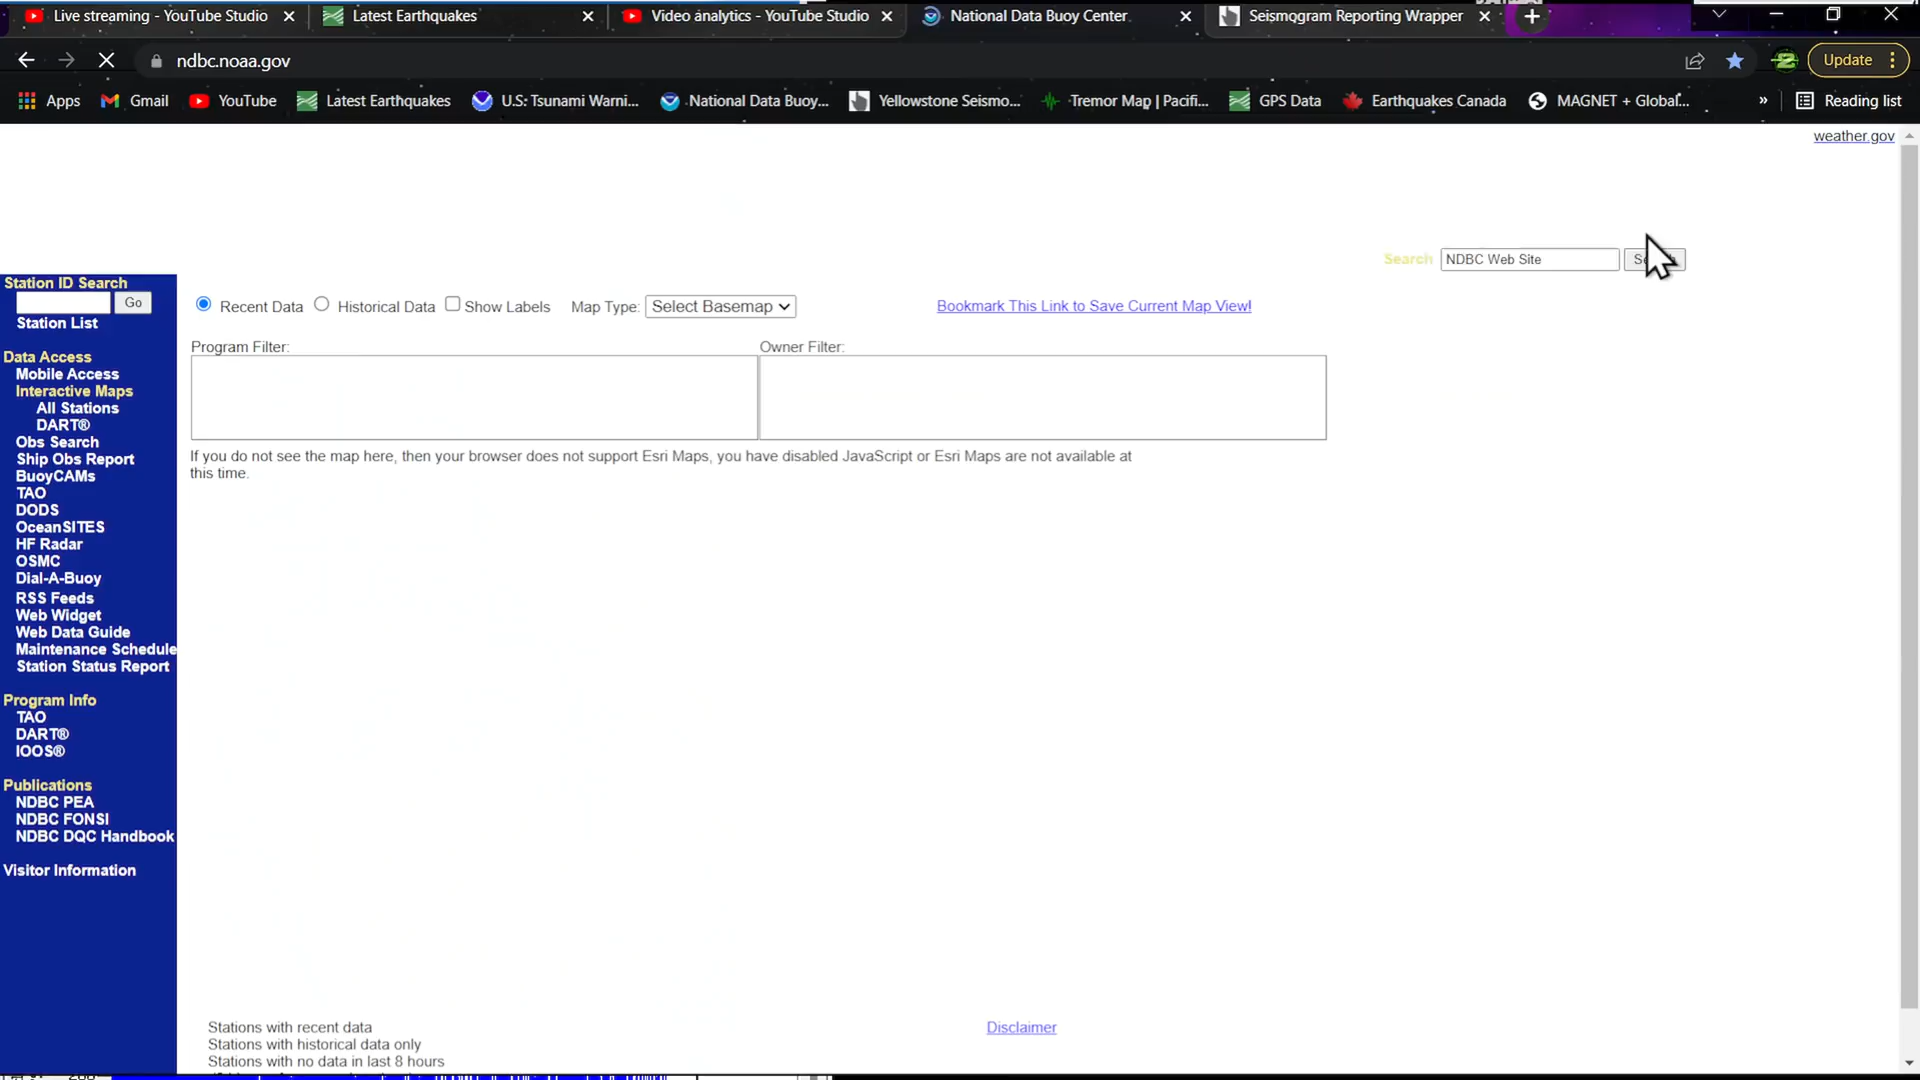 Live streaming - YouTube Studio
Latest Earthquakes
Video analytics - YouTube Studio
National Data Buoy Center
Seismogram Reporting Wrapper
ndbc.noaa.gov
Update
Apps
Gmail
YouTube
Latest Earthquakes
U.S. Tsunami Warni...
National Data Buoy...
Yellowstone Seismo...
Tremor Map | Pacifi...
GPS Data
Earthquakes Canada
MAGNET + Global...
»
Reading list
weather.gov
Search
NDBC Web Site
Station ID Search
Go
Station List
Recent Data
Historical Data
Show Labels
Map Type:
Select Basemap
Bookmark This Link to Save Current Map View!
Program Filter:
Owner Filter:
If you do not see the map here, then your browser does not support Esri Maps, you have disabled JavaScript or Esri Maps are not available at
this time.
Data Access
Mobile Access
Interactive Maps
All Stations
DART®
Obs Search
Ship Obs Report
BuoyCAMs
TAO
DODS
OceanSITES
HF Radar
OSMC
Dial-A-Buoy
RSS Feeds
Web Widget
Web Data Guide
Maintenance Schedule
Station Status Report
Program Info
TAO
DART®
IOOS®
Publications
NDBC PEA
NDBC FONSI
NDBC DQC Handbook
Visitor Information
Stations with recent data
Stations with historical data only
Stations with no data in last 8 hours
Disclaimer